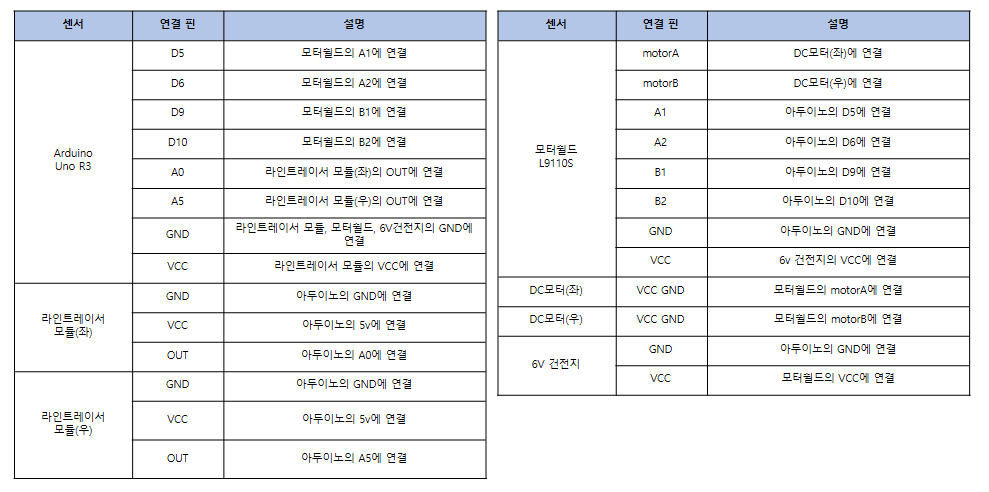 센서 연결 핀 설명
Arduino
Uno R3
D5 모터월드의 A1에 연결
D6 모터월드의 A2에 연결
D9 모터월드의 B1에 연결
D10 모터월드의 B2에 연결
A0 라인트레이서 모듈(좌)의 OUT에 연결
A5 라인트레이서 모듈(우)의 OUT에 연결
GND 라인트레이서 모듈, 모터월드, 6V건전지의 GND에
연결
VCC 라인트레이서 모듈의 VCC에 연결
라인트레이서
모듈(좌)
GND 아두이노의 GND에 연결
VCC 아두이노의 5v에 연결
OUT 아두이노의 A0에 연결
라인트레이서
모듈(우)
GND 아두이노의 GND에 연결
VCC 아두이노의 5v에 연결
OUT 아두이노의 A5에 연결
센서 연결 핀 설명
모터월드
L9110S
motorA DC모터(좌)에 연결
motorB DC모터(우)에 연결
A1 아두이노의 D5에 연결
A2 아두이노의 D6에 연결
B1 아두이노의 D9에 연결
B2 아두이노의 D10에 연결
GND 아두이노의 GND에 연결
VCC 6v 건전지의 VCC에 연결
DC모터(좌) VCC GND 모터월드의 motorA에 연결
DC모터(우) VCC GND 모터월드의 motorB에 연결
6V 건전지
GND 아두이노의 GND에 연결
VCC 모터월드의 VCC에 연결